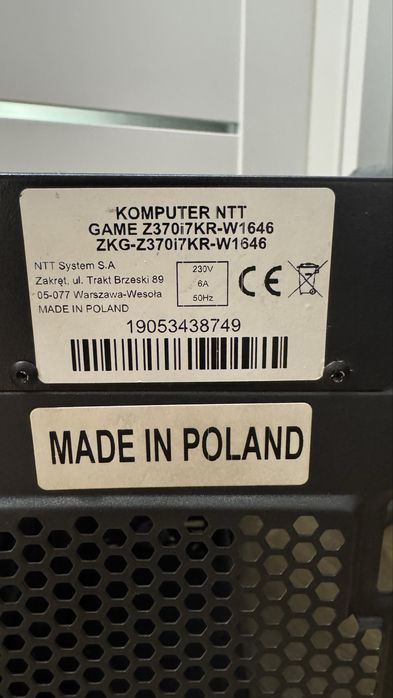 KOMPUTER NTT
GAME Z370i7KR-W1646
ZKG-Z370i7KR-W1646
NTT System S.A
Zakręt, ul. Trakt Brzeski 89
05-077 Warszawa-Wesoła
MADE IN POLAND
230V
6A
50Hz
CE
19053438749
MADE IN POLAND